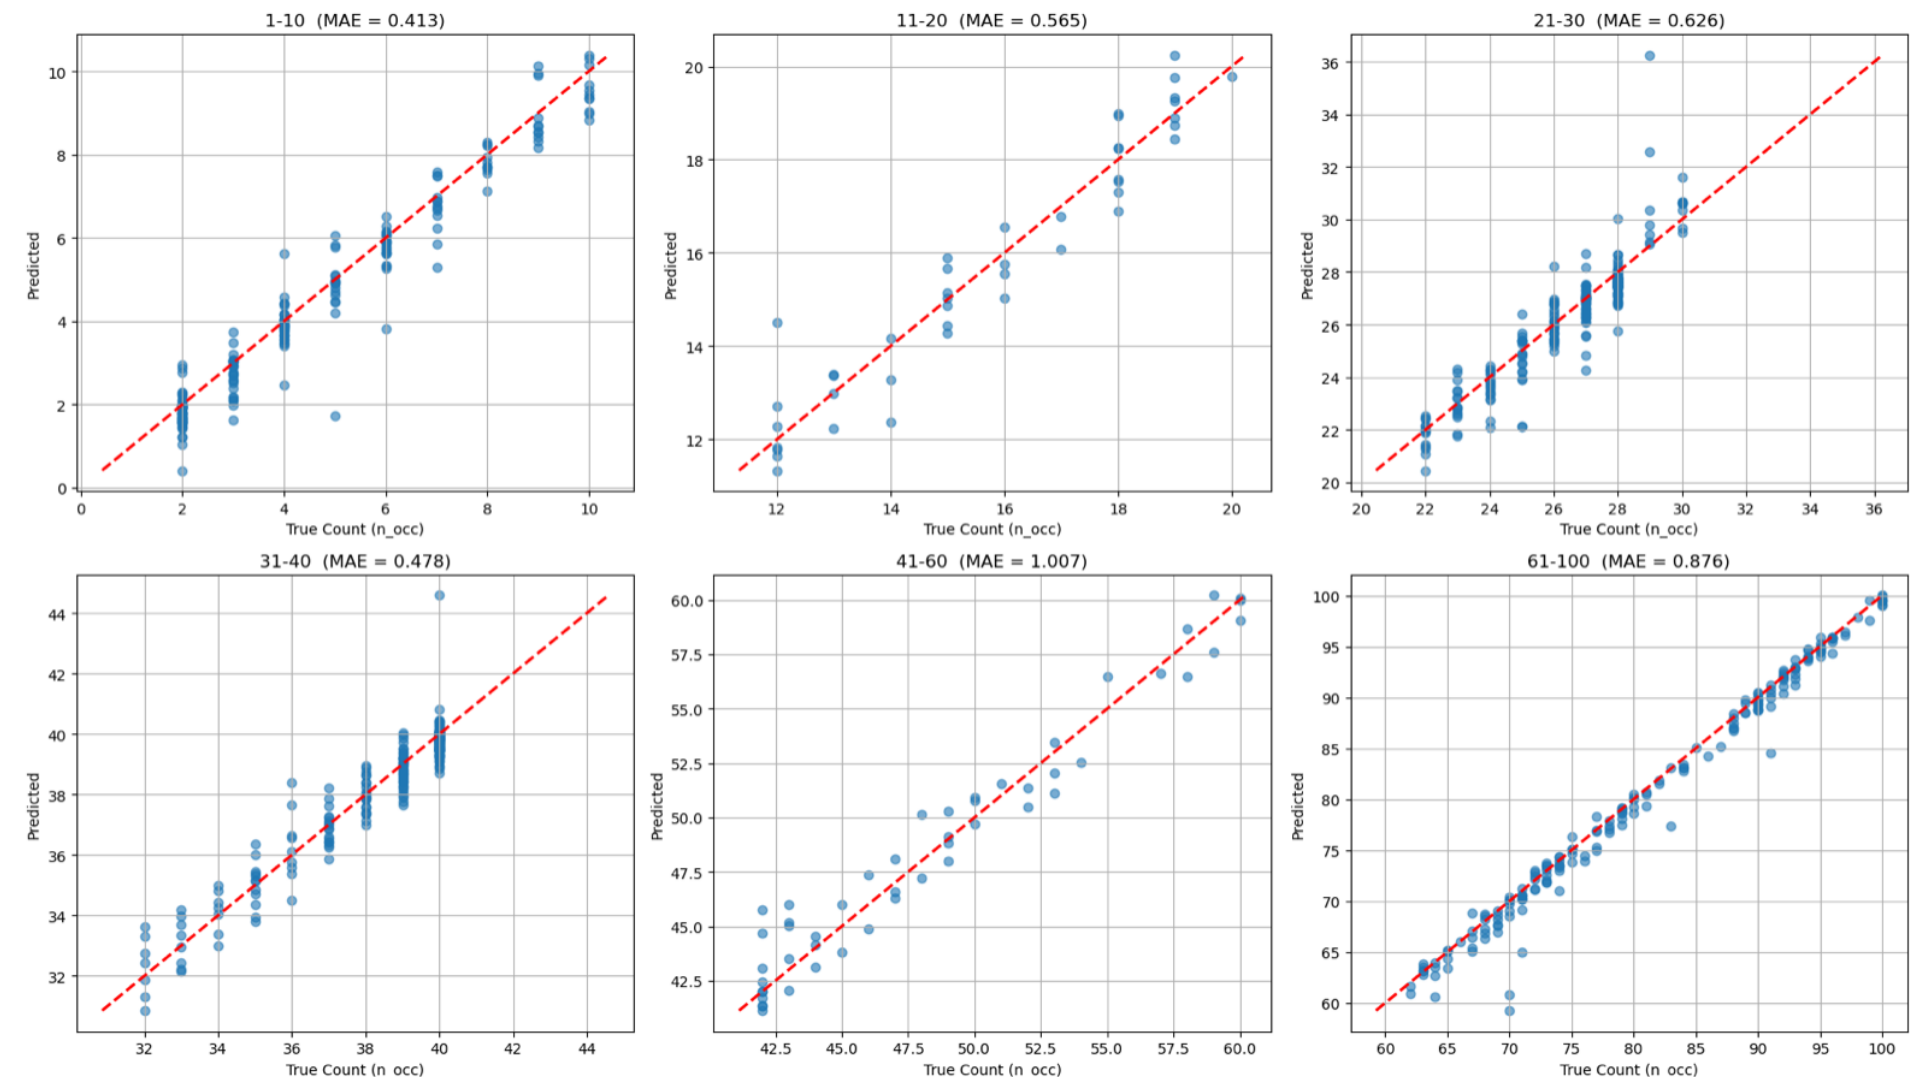 1-10 (MAE = 0.413)
Predicted
10
8
6
4
2
0
0 2 4 6 8 10
True Count (n_occ)
11-20 (MAE = 0.565)
Predicted
20
18
16
14
12
12 14 16 18 20
True Count (n_occ)
21-30 (MAE = 0.626)
Predicted
36
34
32
30
28
26
24
22
20
20 22 24 26 28 30 32 34 36
True Count (n_occ)
31-40 (MAE = 0.478)
Predicted
44
42
40
38
36
34
32
32 34 36 38 40 42 44
True Count (n_occ)
41-60 (MAE = 1.007)
Predicted
60.0
57.5
55.0
52.5
50.0
47.5
45.0
42.5
42.5 45.0 47.5 50.0 52.5 55.0 57.5 60.0
True Count (n_occ)
61-100 (MAE = 0.876)
Predicted
100
95
90
85
80
75
70
65
60
60 65 70 75 80 85 90 95 100
True Count (n_occ)